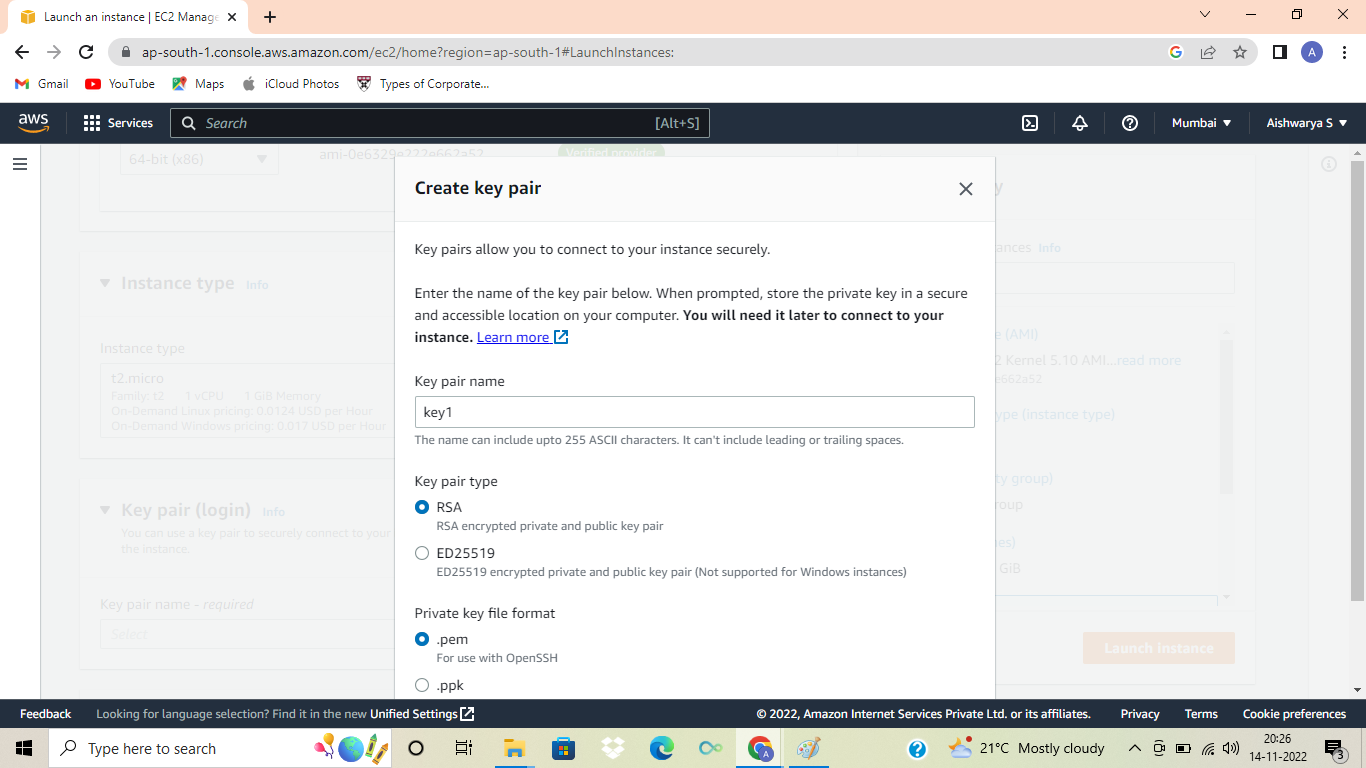 Launch an instance | EC2 Manage
ap-south-1.console.aws.amazon.com/ec2/home?region=ap-south-1#LaunchInstances:
A
Gmail
YouTube
Maps
iCloud Photos
Types of Corporate...
aws
Services
Search
[Alt+S]
Mumbai
Aishwarya S
64-bit (x86)
ami-0e6329e222e662a52
Verified provider
Create key pair
y
Key pairs allow you to connect to your instance securely.
ances Info
Enter the name of the key pair below. When prompted, store the private key in a secure
and accessible location on your computer. You will need it later to connect to your
instance. Learn more
Instance type Info
Instance type
t2.micro
Family: t2 1 vCPU 1 GiB Memory
On-Demand Linux pricing: 0.0124 USD per Hour
On-Demand Windows pricing: 0.017 USD per Hour
e (AMI)
2 Kernel 5.10 AMI...read more
e662a52
ype (instance type)
Key pair name
key1
The name can include upto 255 ASCII characters. It can't include leading or trailing spaces.
Key pair type
RSA
RSA encrypted private and public key pair
ED25519
ED25519 encrypted private and public key pair (Not supported for Windows instances)
ty group)
roup
es)
GiB
Key pair (login) Info
You can use a key pair to securely connect to your
the instance.
Key pair name - required
Select
Private key file format
.pem
For use with OpenSSH
.ppk
Launch instance
Feedback
Looking for language selection? Find it in the new Unified Settings
© 2022, Amazon Internet Services Private Ltd. or its affiliates.
Privacy
Terms
Cookie preferences
Type here to search
A
21°C Mostly cloudy
20:26
14-11-2022
3